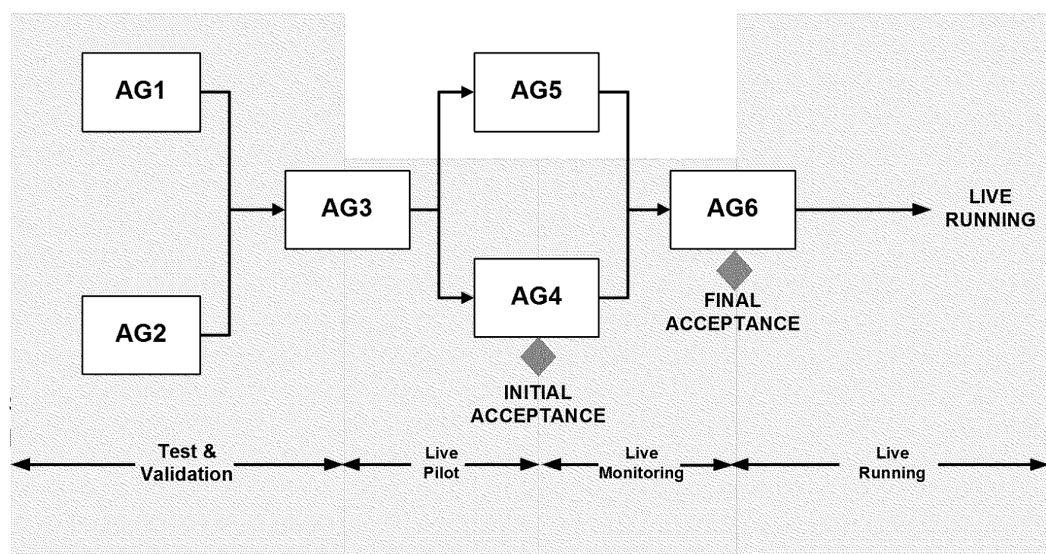 AG1
AG5
AG3
AG6
LIVE
RUNNING
AG2
AG4
FINAL
ACCEPTANCE
INITIAL
ACCEPTANCE
Test &
Validation
Live
Pilot
Live
Monitoring
Live
Running